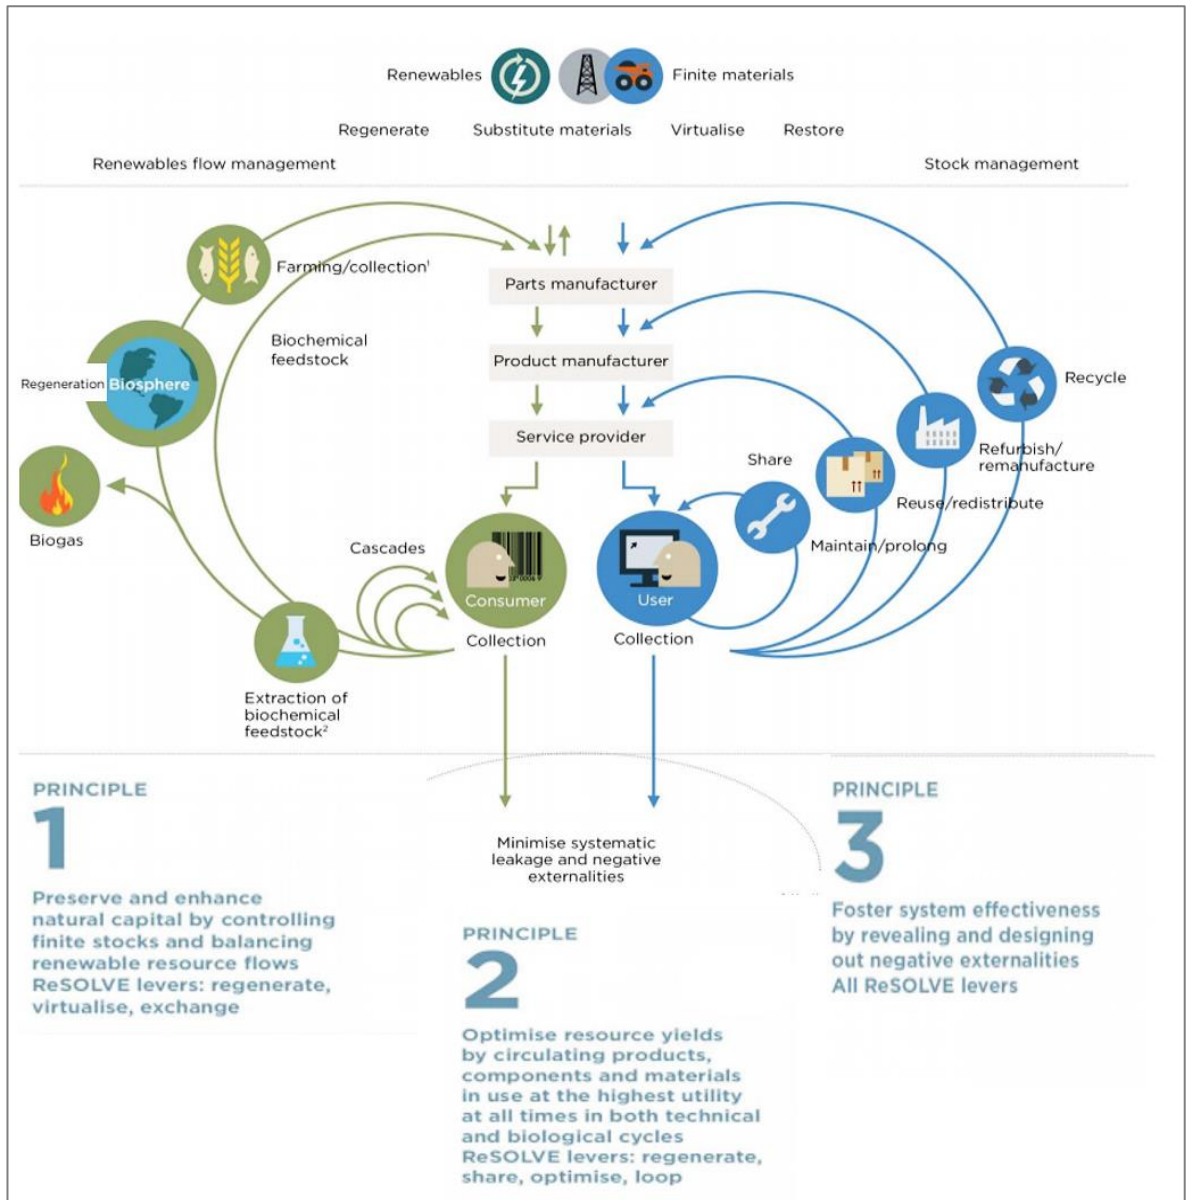 Renewables
Finite materials
Regenerate
Substitute materials
Virtualise
Restore
Renewables flow management
Stock management
Farming/collection¹
Parts manufacturer
Biochemical
feedstock
Product manufacturer
Regeneration
Biosphere
Recycle
Service provider
Share
Refurbish/
remanufacture
Reuse/redistribute
Biogas
Cascades
Maintain/prolong
Consumer
User
Collection
Collection
Extraction of
biochemical
feedstock²
PRINCIPLE
1
Preserve and enhance
natural capital by controlling
finite stocks and balancing
renewable resource flows
ReSOLVE levers: regenerate,
virtualise, exchange
Minimise systematic
leakage and negative
externalities
PRINCIPLE
2
Optimise resource yields
by circulating products,
components and materials
in use at the highest utility
at all times in both technical
and biological cycles
ReSOLVE levers: regenerate,
share, optimise, loop
PRINCIPLE
3
Foster system effectiveness
by revealing and designing
out negative externalities
All ReSOLVE levers